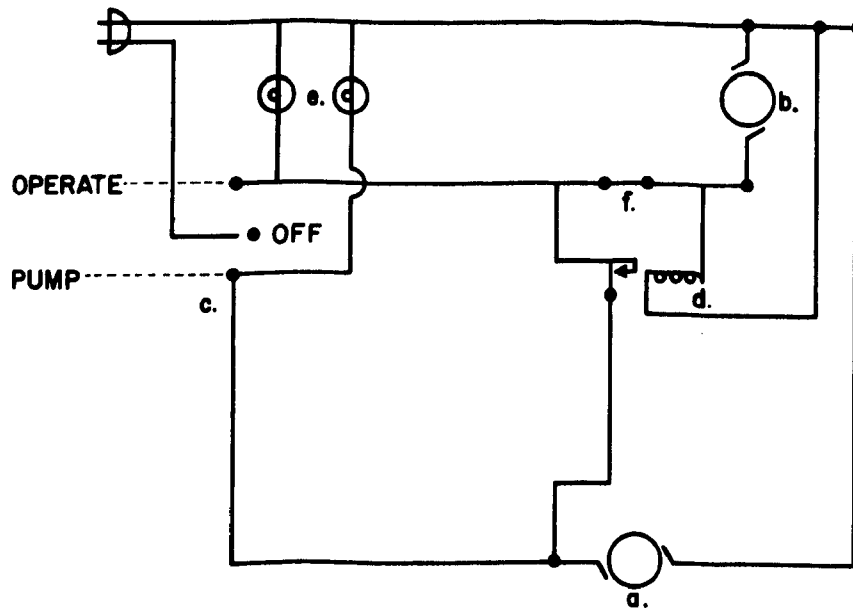 e.
b.
OPERATE
f.
OFF
PUMP
c.
d.
a.